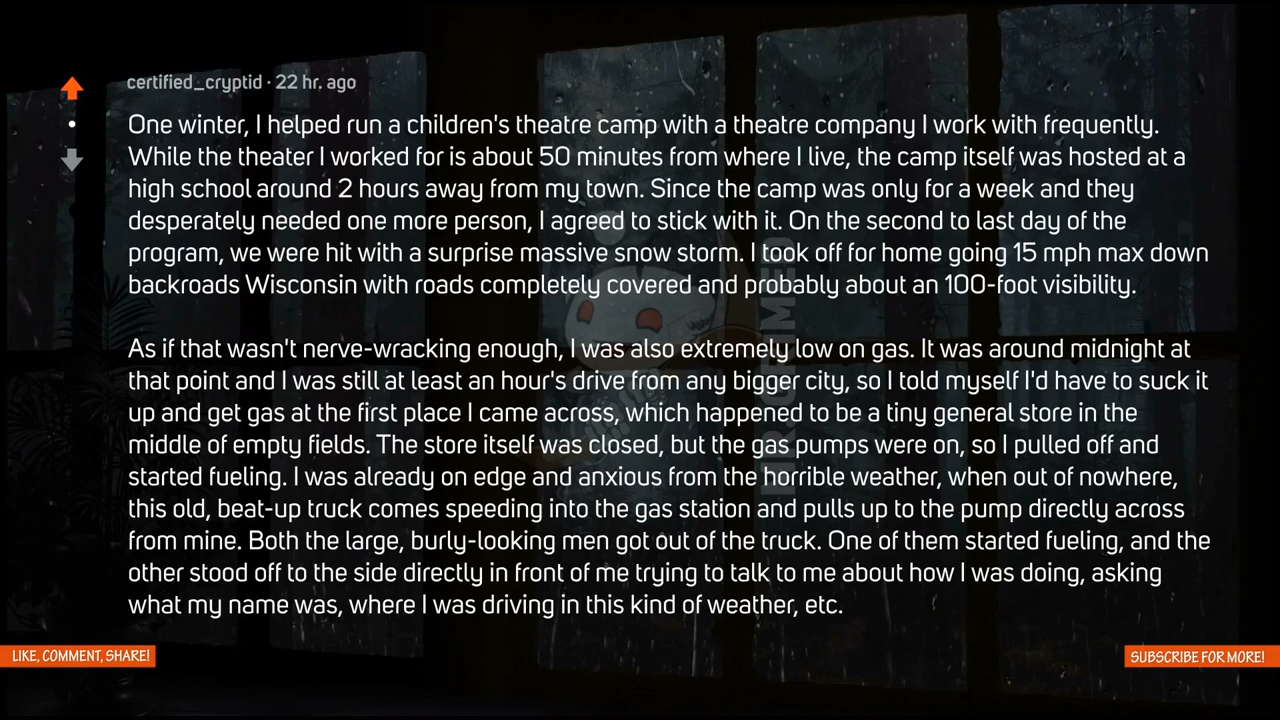 certified_cryptid · 22 hr. ago
One winter, I helped run a children's theatre camp with a theatre company I work with frequently.
While the theater I worked for is about 50 minutes from where I live, the camp itself was hosted at a
high school around 2 hours away from my town. Since the camp was only for a week and they
desperately needed one more person, I agreed to stick with it. On the second to last day of the
program, we were hit with a surprise massive snow storm. I took off for home going 15 mph max down
backroads Wisconsin with roads completely covered and probably about an 100-foot visibility.
As if that wasn't nerve-wracking enough, I was also extremely low on gas. It was around midnight at
that point and I was still at least an hour's drive from any bigger city, so I told myself I'd have to suck it
up and get gas at the first place I came across, which happened to be a tiny general store in the
middle of empty fields. The store itself was closed, but the gas pumps were on, so I pulled off and
started fueling. I was already on edge and anxious from the horrible weather, when out of nowhere,
this old, beat-up truck comes speeding into the gas station and pulls up to the pump directly across
from mine. Both the large, burly-looking men got out of the truck. One of them started fueling, and the
other stood off to the side directly in front of me trying to talk to me about how I was doing, asking
what my name was, where I was driving in this kind of weather, etc.
LIKE, COMMENT, SHARE!
SUBSCRIBE FOR MORE!